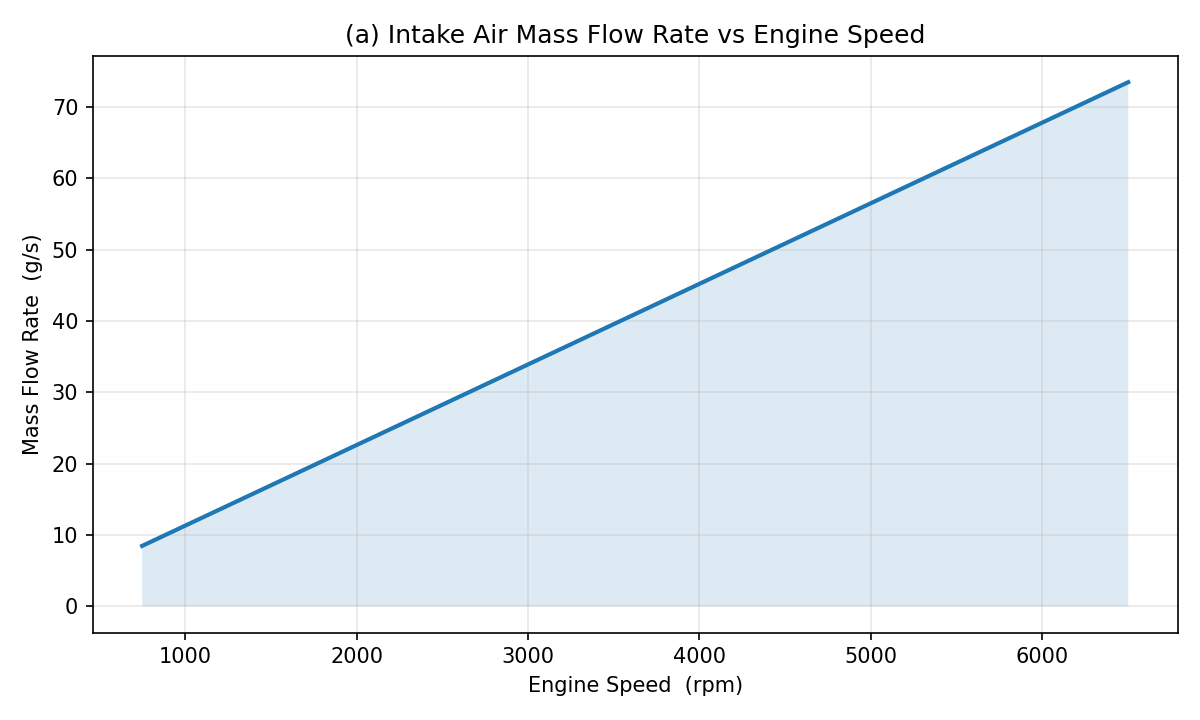 (a) Intake Air Mass Flow Rate vs Engine Speed
Mass Flow Rate  (g/s)
70
60
50
40
30
20
10
0
1000 2000 3000 4000 5000 6000
Engine Speed  (rpm)